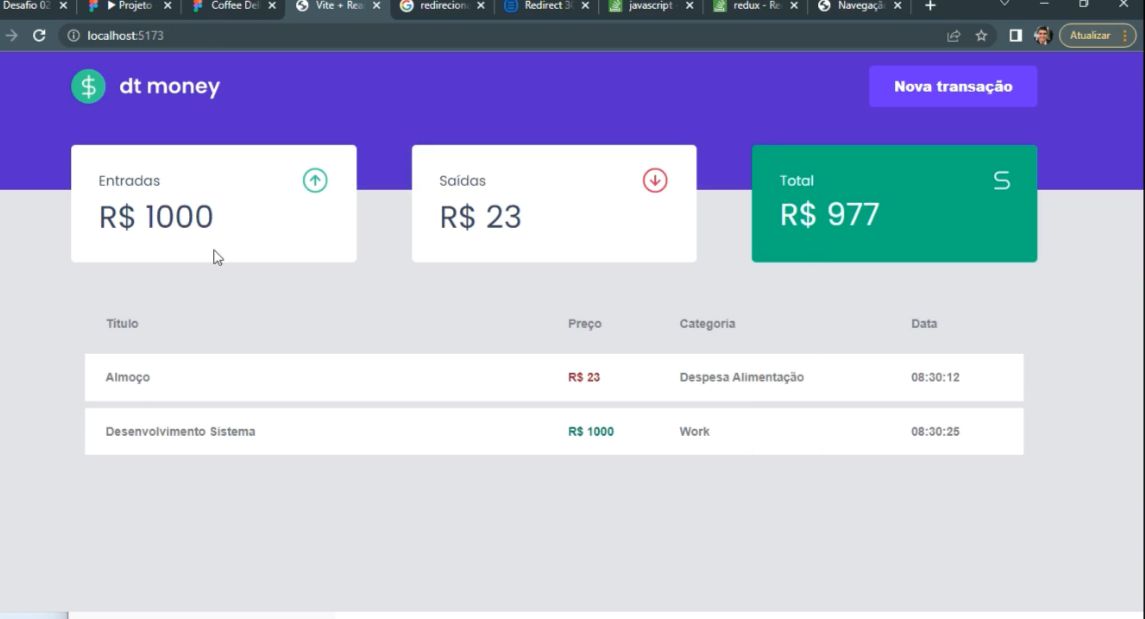 Desafio 02 Projeto Coffee Del Vite + Rea redirecion Redirect 30 javascript redux - Re Navegaçã
localhost:5173 Atualizar
$ dt money Nova transação
Entradas Saídas Total
R$ 1000 R$ 23 R$ 977
Título Preço Categoria Data
Almoço R$ 23 Despesa Alimentação 08:30:12
Desenvolvimento Sistema R$ 1000 Work 08:30:25